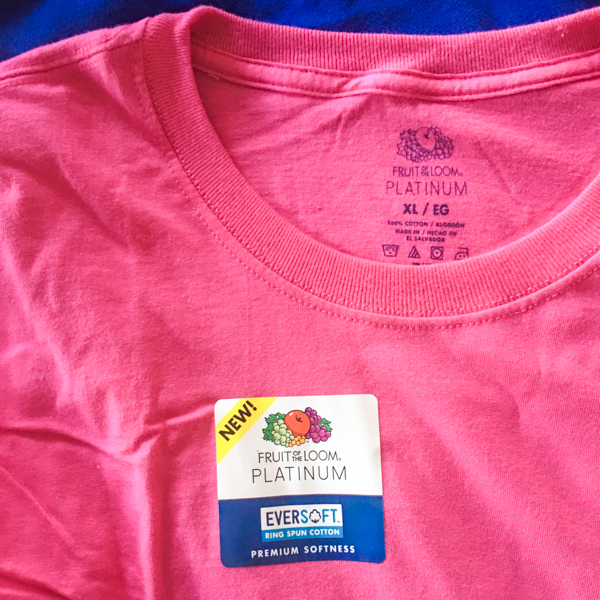 FRUIT OF THE LOOM®
PLATINUM
XL / EG
100% COTTON / ALGODÓN
MADE IN / HECHO EN
EL SALVADOR
NEW!
FRUIT OF THE LOOM®
PLATINUM
EVERSOFT™
RING SPUN COTTON
PREMIUM SOFTNESS